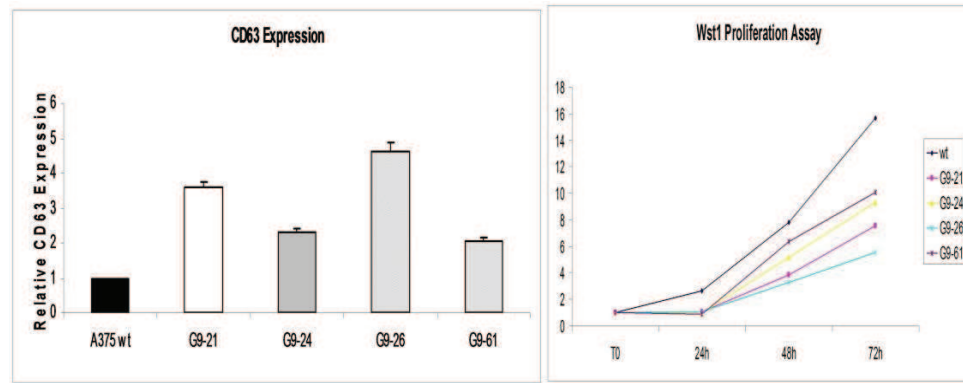 CD63 Expression
Relative CD63 Expression
6
5
4
3
2
1
0
A375 wt G9-21 G9-24 G9-26 G9-61
Wst1 Proliferation Assay
18
16
14
12
10
8
6
4
2
0
T0 24h 48h 72h
wt
G9-21
G9-24
G9-26
G9-61